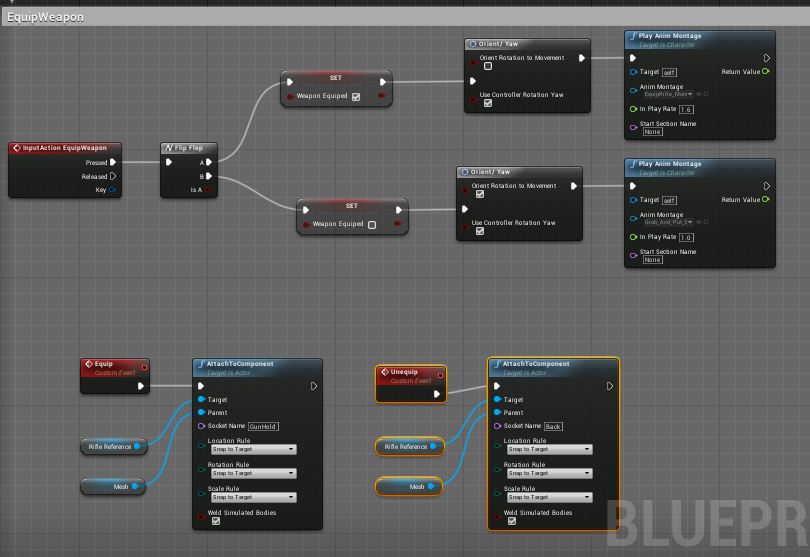 EquipWeapon
InputAction EquipWeapon
Pressed
Released
Key
Flip Flop
A
B
Is A
SET
Weapon Equiped
Orient/ Yaw
Orient Rotation to Movement
Use Controller Rotation Yaw
Play Anim Montage
Target is Character
Target self
Return Value
Anim Montage
In Play Rate 1.6
Start Section Name
None
SET
Weapon Equiped
Orient/ Yaw
Orient Rotation to Movement
Use Controller Rotation Yaw
Play Anim Montage
Target is Character
Target self
Return Value
Anim Montage
Grab_And_Put_
In Play Rate 1.0
Start Section Name
None
Equip
Custom Event
AttachToComponent
Target is Actor
Target
Parent
Socket Name GunHold
Location Rule
Snap to Target
Rotation Rule
Snap to Target
Scale Rule
Snap to Target
Weld Simulated Bodies
Rifle Reference
Mesh
Unequip
Custom Event
AttachToComponent
Target is Actor
Target
Parent
Socket Name Back
Location Rule
Snap to Target
Rotation Rule
Snap to Target
Scale Rule
Snap to Target
Weld Simulated Bodies
Rifle Reference
Mesh
BLUEPR